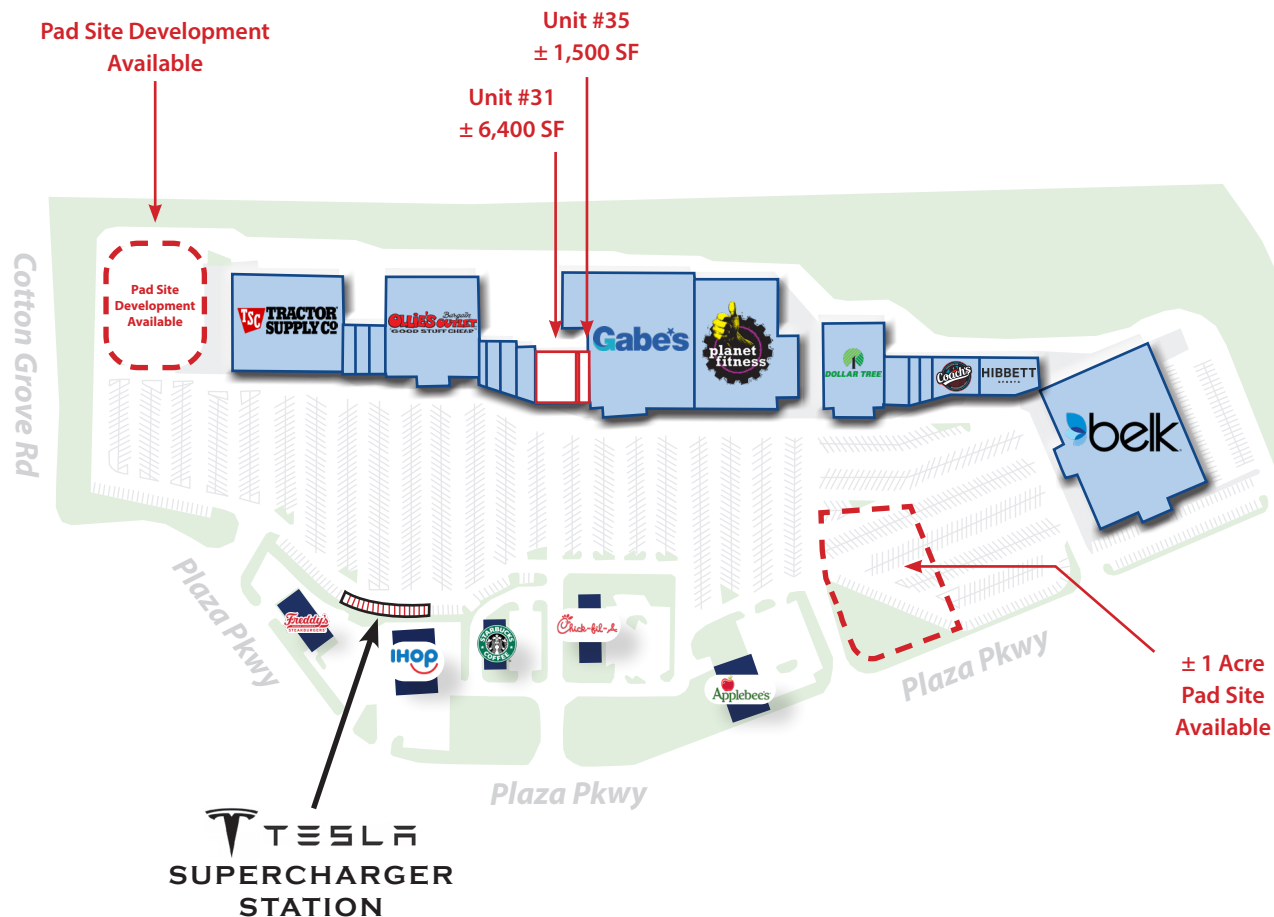 Pad Site Development
Available
Unit #35
± 1,500 SF
Unit #31
± 6,400 SF
Cotton Grove Rd
Pad Site
Development
Available
TSC TRACTOR
SUPPLY CO
Bargain
OLLIE'S OUTLET
GOOD STUFF CHEAP
Gabe's
planet
fitness
DOLLAR TREE
Coach's
HIBBETT
SPORTS
belk
Plaza Pkwy
Freddy's
STEAKBURGERS
IHOP
STARBUCKS
COFFEE
Chick-fil-A
Applebee's
Plaza Pkwy
± 1 Acre
Pad Site
Available
Plaza Pkwy
TESLA
SUPERCHARGER
STATION